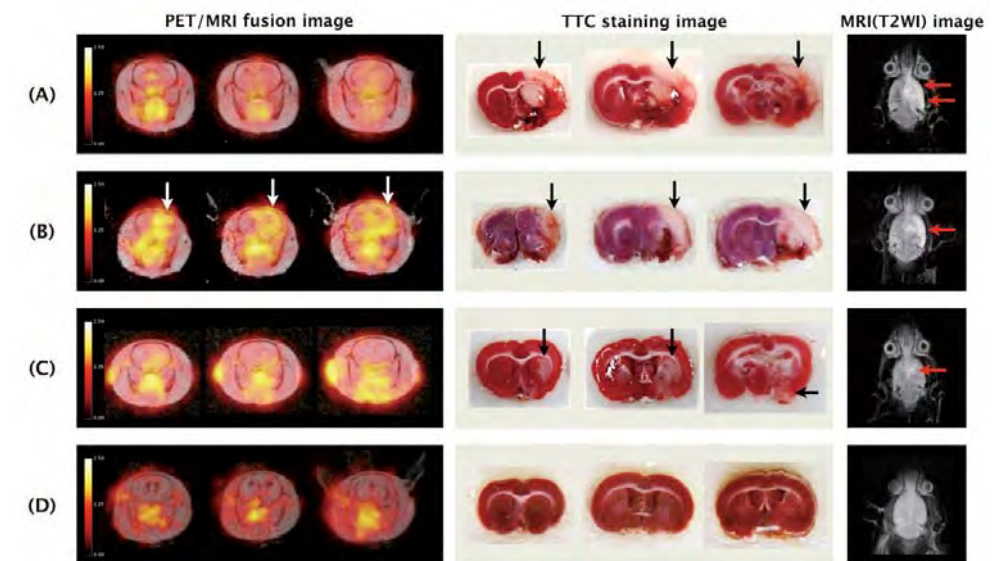 PET/MRI fusion image
TTC staining image
MRI(T2WI) image
(A)
(B)
(C)
(D)